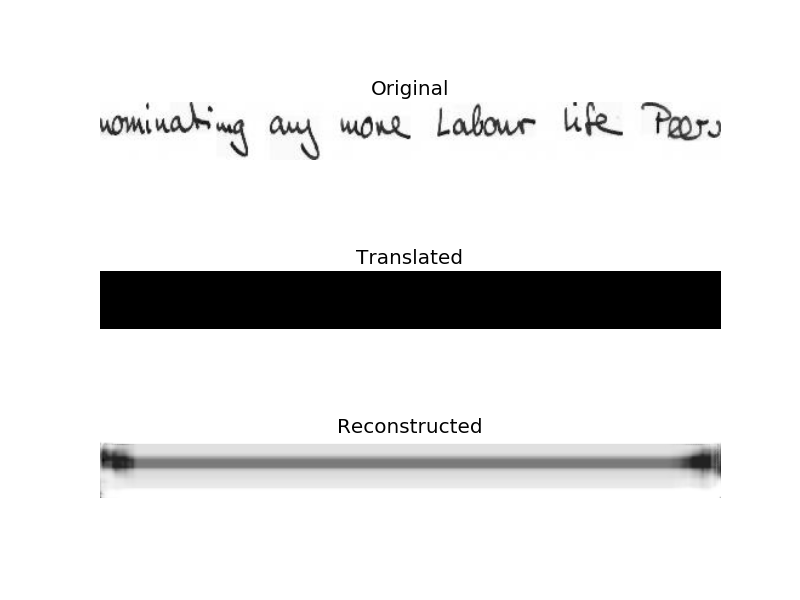 Original
nominating any more Labour life Peers
Translated
Reconstructed